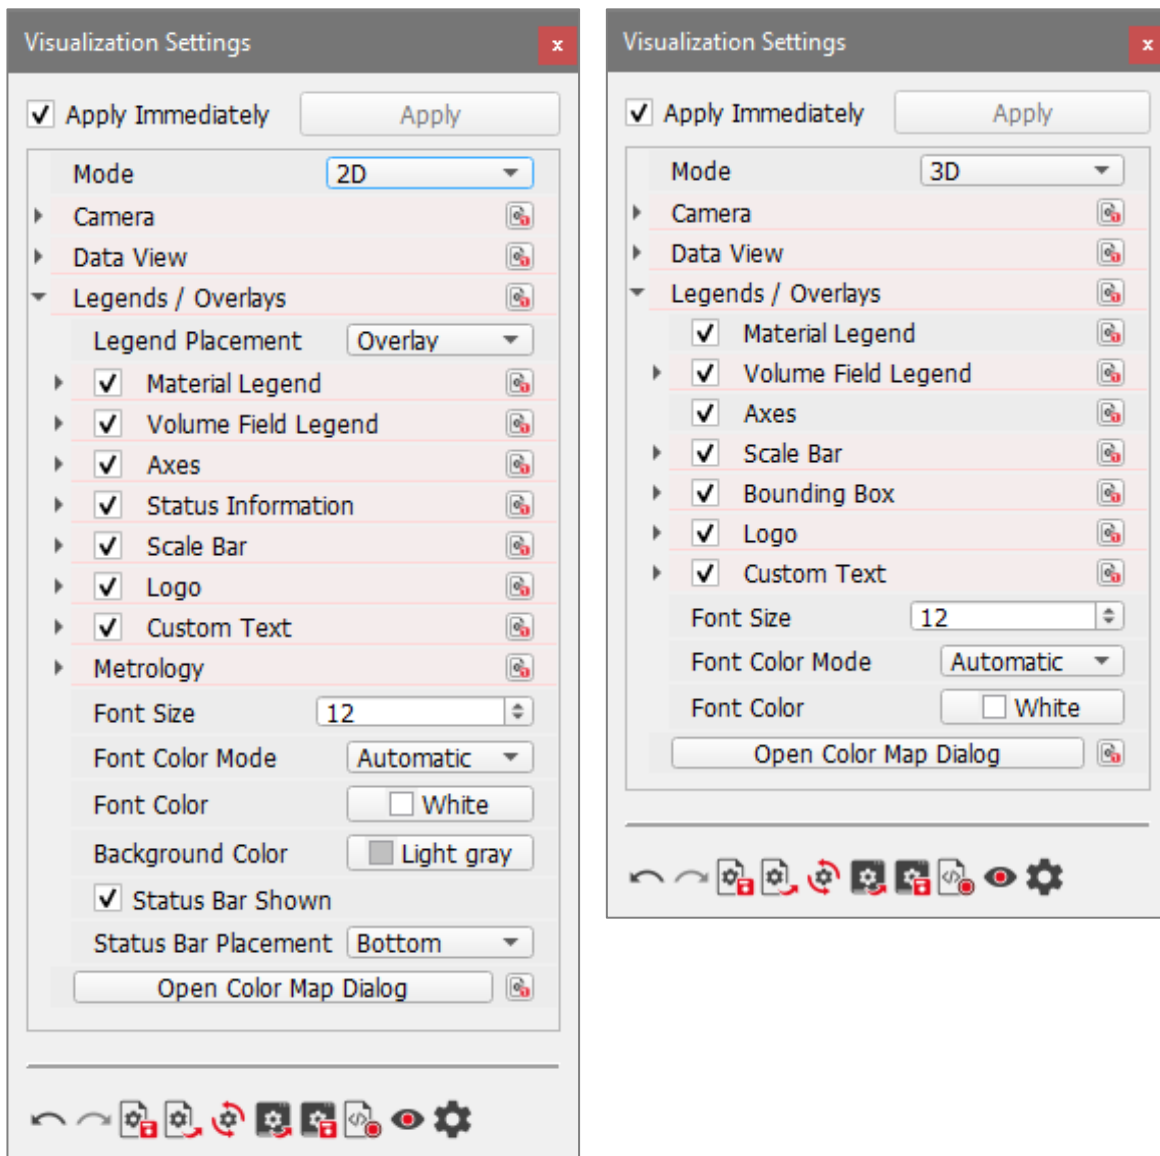 Visualization Settings
x
Apply Immediately
Apply
Mode
2D
Camera
Data View
Legends / Overlays
Legend Placement
Overlay
Material Legend
Volume Field Legend
Axes
Status Information
Scale Bar
Logo
Custom Text
Metrology
Font Size
12
Font Color Mode
Automatic
Font Color
White
Background Color
Light gray
Status Bar Shown
Status Bar Placement
Bottom
Open Color Map Dialog
Visualization Settings
x
Apply Immediately
Apply
Mode
3D
Camera
Data View
Legends / Overlays
Material Legend
Volume Field Legend
Axes
Scale Bar
Bounding Box
Logo
Custom Text
Font Size
12
Font Color Mode
Automatic
Font Color
White
Open Color Map Dialog